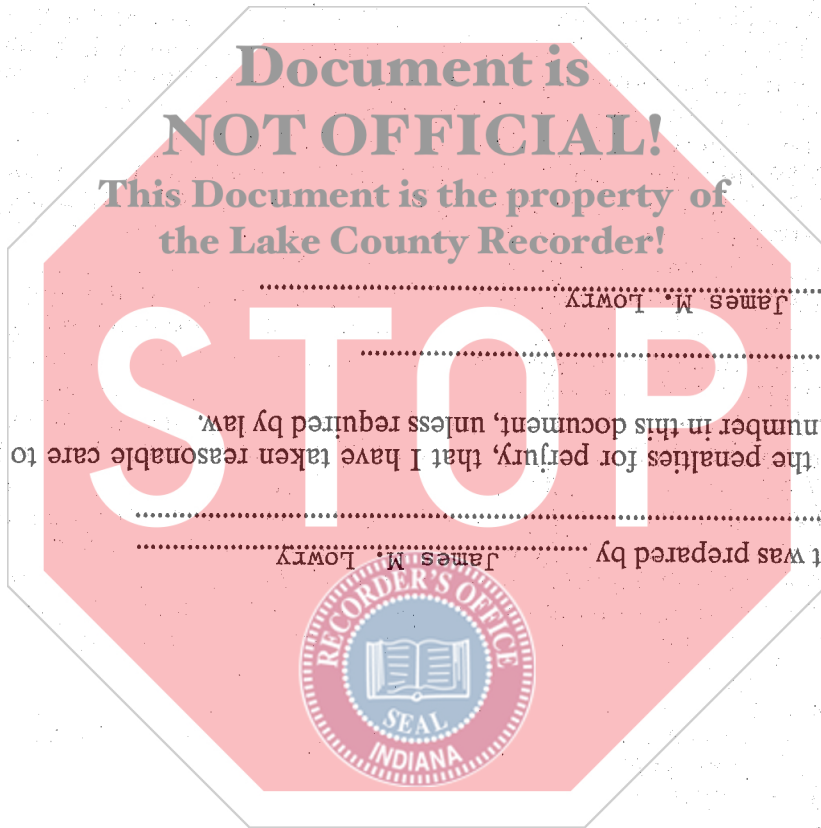 Document is
NOT OFFICIAL!
This Document is the property of
the Lake County Recorder!
STOP
RECORDER'S OFFICE
SEAL
INDIANA
t was prepared by James M. Lowry
the penalties for perjury, that I have taken reasonable care to
number in this document, unless required by law.
James M. Lowry